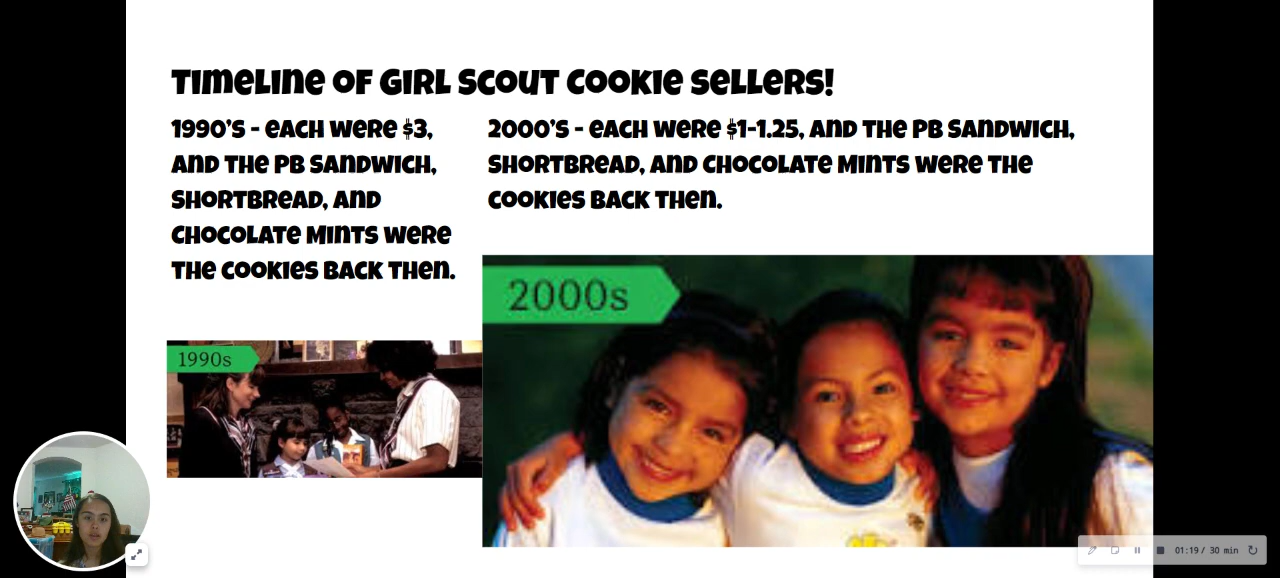 Timeline of Girl Scout Cookie Sellers!
1990's - each were $3,
and the PB Sandwich,
Shortbread, and
Chocolate Mints were
the cookies back then.
2000's - each were $1-1.25, and the PB Sandwich,
Shortbread, and Chocolate Mints were the
cookies back then.
1990s
2000s
01:19 / 30 min